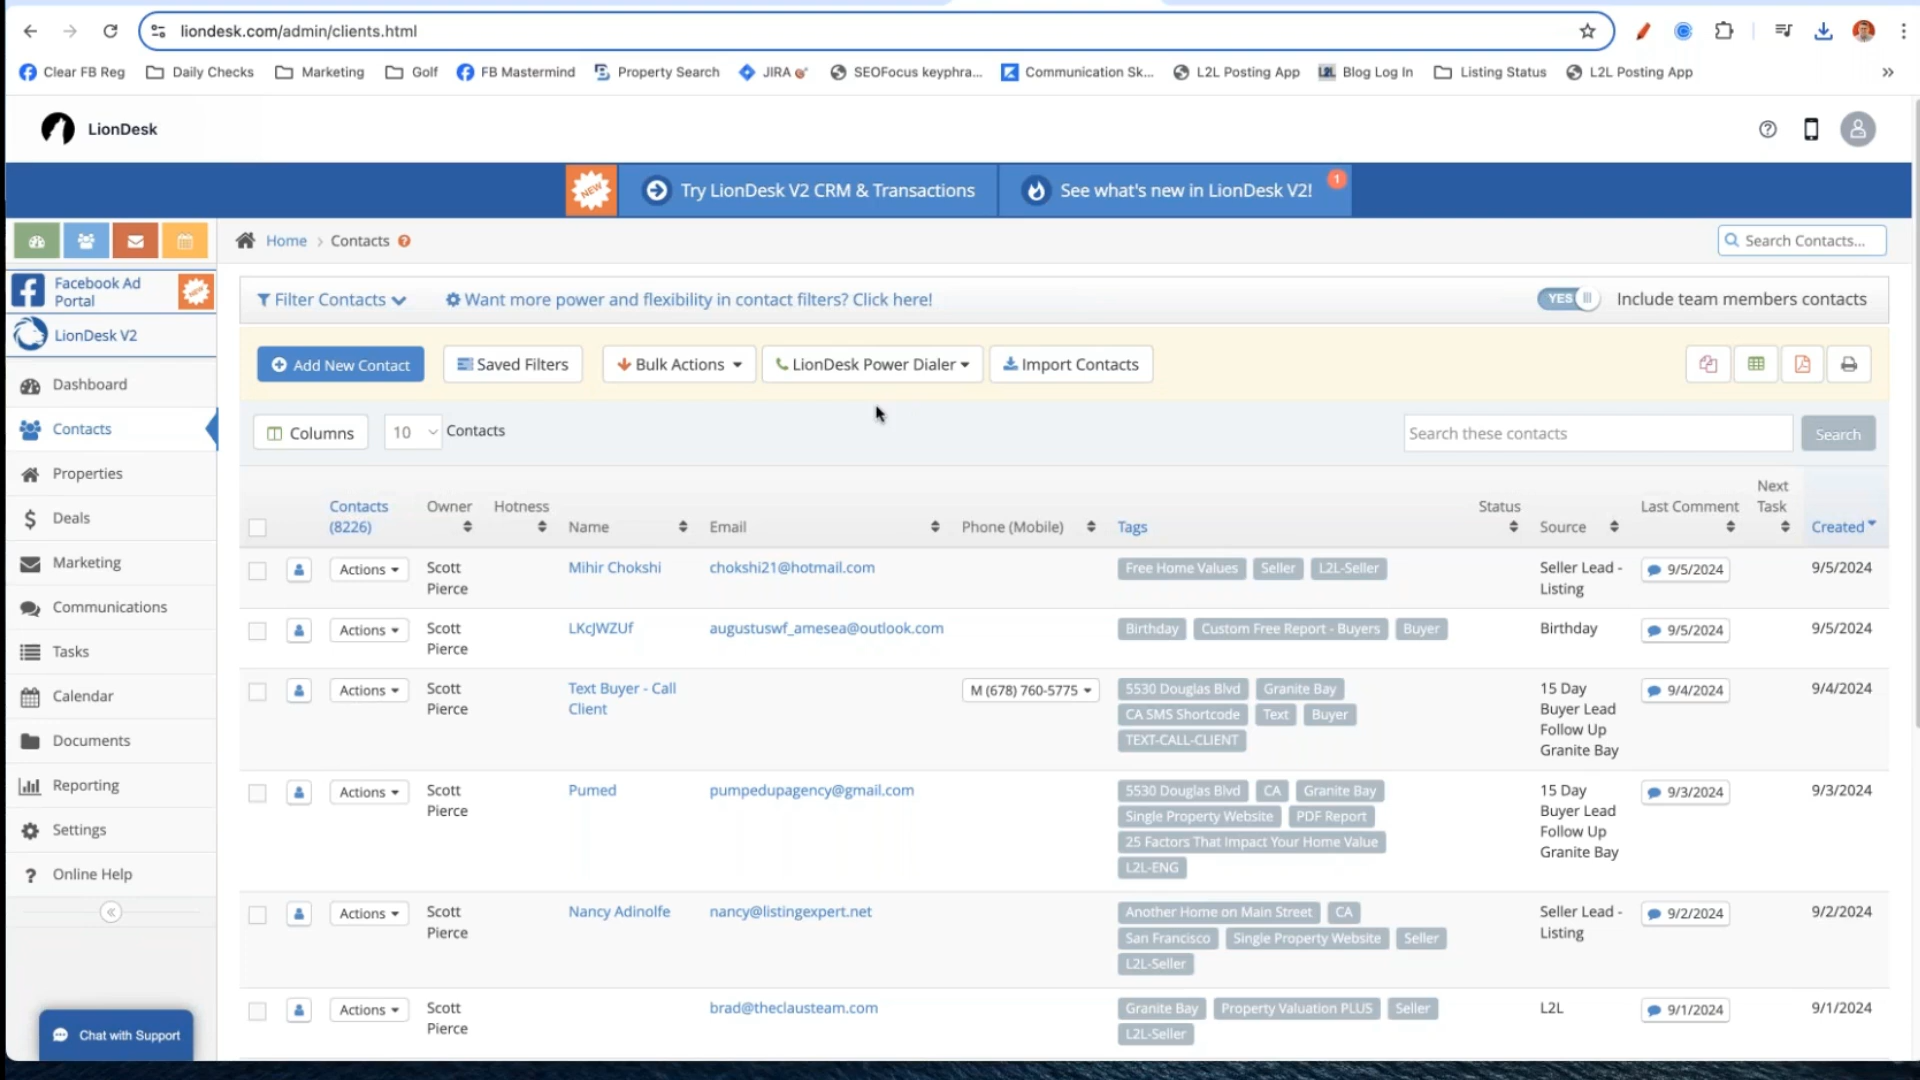 liondesk.com/admin/clients.html
Clear FB Reg Daily Checks Marketing Golf FB Mastermind Property Search JIRA SEOFocus keyphra... Communication Sk... L2L Posting App L2L Blog Log In Listing Status L2L Posting App »
LionDesk
NEW Try LionDesk V2 CRM & Transactions See what's new in LionDesk V2! 1
Home › Contacts ?
Search Contacts...
Facebook Ad
Portal
NEW
LionDesk V2
Dashboard
Contacts
Properties
Deals
Marketing
Communications
Tasks
Calendar
Documents
Reporting
Settings
Online Help
Chat with Support
Filter Contacts Want more power and flexibility in contact filters? Click here! YES Include team members contacts
Add New Contact Saved Filters Bulk Actions LionDesk Power Dialer Import Contacts
Columns 10 Contacts Search these contacts Search
Contacts (8226) Owner Hotness Name Email Phone (Mobile) Tags Status Source Last Comment Next Task Created
Actions Scott Pierce Mihir Chokshi chokshi21@hotmail.com Free Home Values Seller L2L-Seller Seller Lead - Listing 9/5/2024 9/5/2024
Actions Scott Pierce LKcJWZUf augustuswf_amesea@outlook.com Birthday Custom Free Report - Buyers Buyer Birthday 9/5/2024 9/5/2024
Actions Scott Pierce Text Buyer - Call Client M (678) 760-5775 5530 Douglas Blvd Granite Bay CA SMS Shortcode Text Buyer TEXT-CALL-CLIENT 15 Day Buyer Lead Follow Up Granite Bay 9/4/2024 9/4/2024
Actions Scott Pierce Pumed pumpedupagency@gmail.com 5530 Douglas Blvd CA Granite Bay Single Property Website PDF Report 25 Factors That Impact Your Home Value L2L-ENG 15 Day Buyer Lead Follow Up Granite Bay 9/3/2024 9/3/2024
Actions Scott Pierce Nancy Adinolfe nancy@listingexpert.net Another Home on Main Street CA San Francisco Single Property Website Seller L2L-Seller Seller Lead - Listing 9/2/2024 9/2/2024
Actions Scott Pierce brad@theclausteam.com Granite Bay Property Valuation PLUS Seller L2L-Seller L2L 9/1/2024 9/1/2024